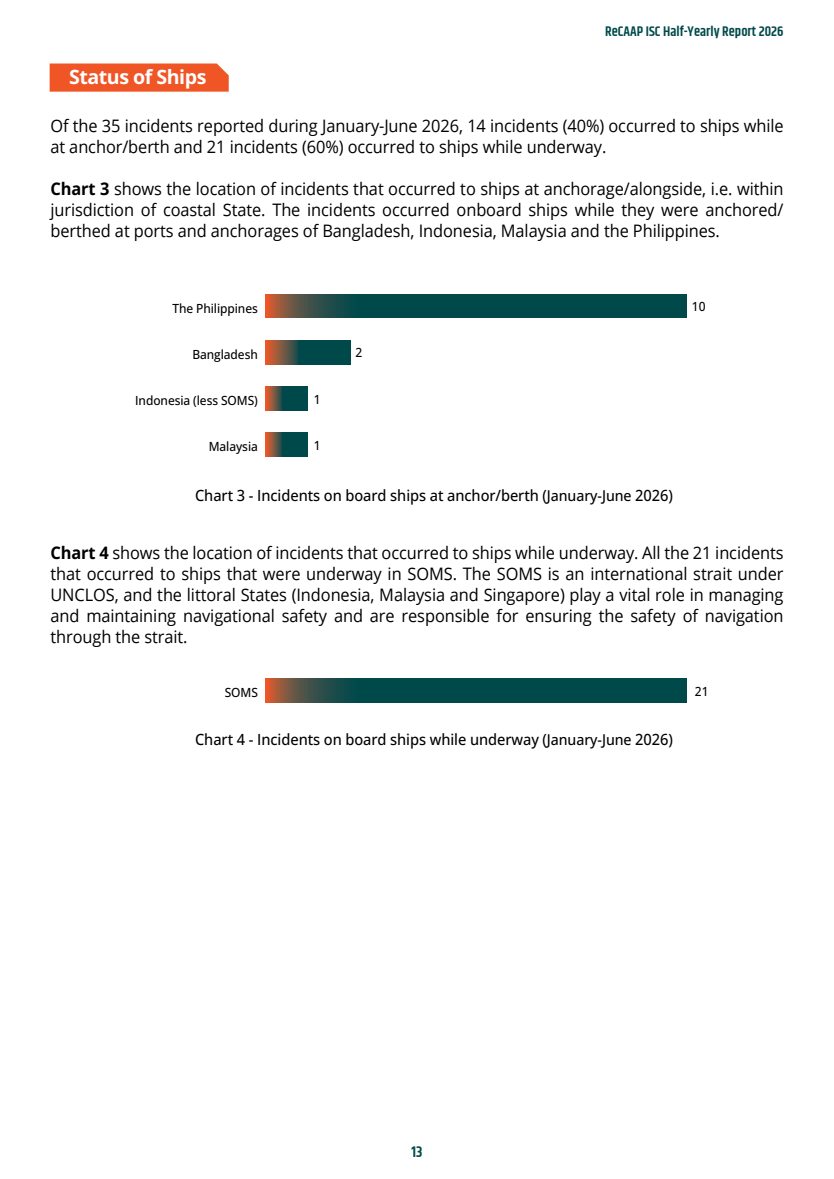 ReCAAP ISC Half-Yearly Report 2026
Status of Ships
Of the 35 incidents reported during January-June 2026, 14 incidents (40%) occurred to ships while
at anchor/berth and 21 incidents (60%) occurred to ships while underway.
Chart 3 shows the location of incidents that occurred to ships at anchorage/alongside, i.e. within
jurisdiction of coastal State. The incidents occurred onboard ships while they were anchored/
berthed at ports and anchorages of Bangladesh, Indonesia, Malaysia and the Philippines.
The Philippines 10
Bangladesh 2
Indonesia (less SOMS) 1
Malaysia 1
Chart 3 - Incidents on board ships at anchor/berth (January-June 2026)
Chart 4 shows the location of incidents that occurred to ships while underway. All the 21 incidents
that occurred to ships that were underway in SOMS. The SOMS is an international strait under
UNCLOS, and the littoral States (Indonesia, Malaysia and Singapore) play a vital role in managing
and maintaining navigational safety and are responsible for ensuring the safety of navigation
through the strait.
SOMS 21
Chart 4 - Incidents on board ships while underway (January-June 2026)
13